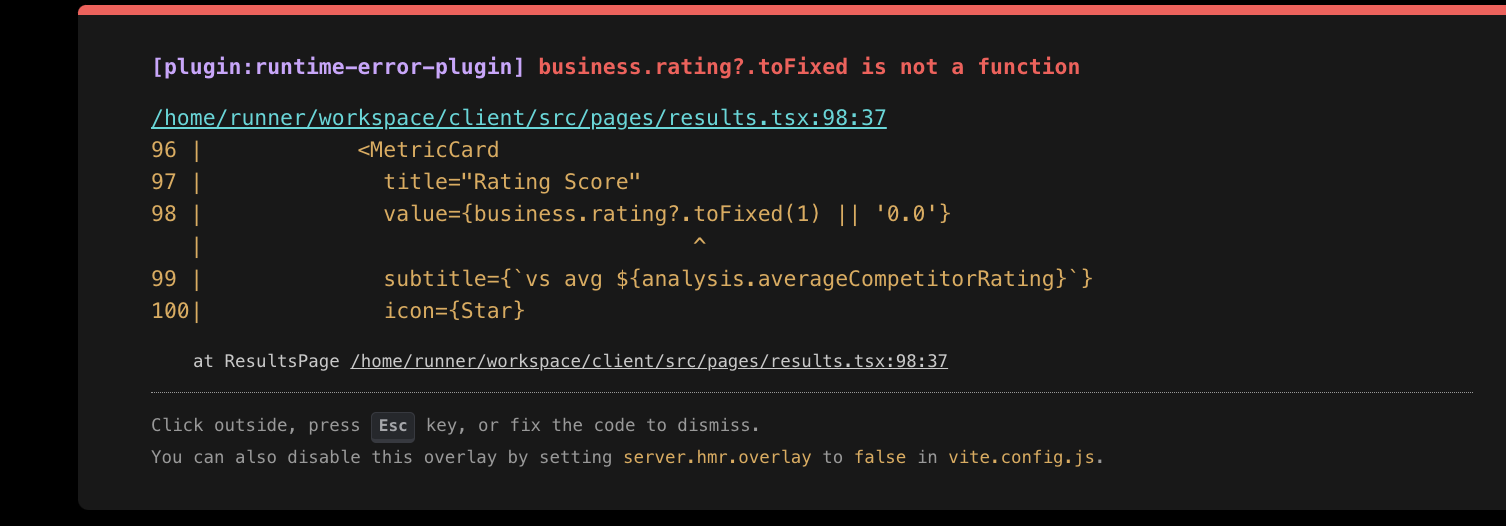 [plugin:runtime-error-plugin] business.rating?.toFixed is not a function
/home/runner/workspace/client/src/pages/results.tsx:98:37
96 |            <MetricCard
97 |              title="Rating Score"
98 |              value={business.rating?.toFixed(1) || '0.0'}
   |                                     ^
99 |              subtitle={`vs avg ${analysis.averageCompetitorRating}`}
100|              icon={Star}
at ResultsPage /home/runner/workspace/client/src/pages/results.tsx:98:37
Click outside, press Esc key, or fix the code to dismiss.
You can also disable this overlay by setting server.hmr.overlay to false in vite.config.js.